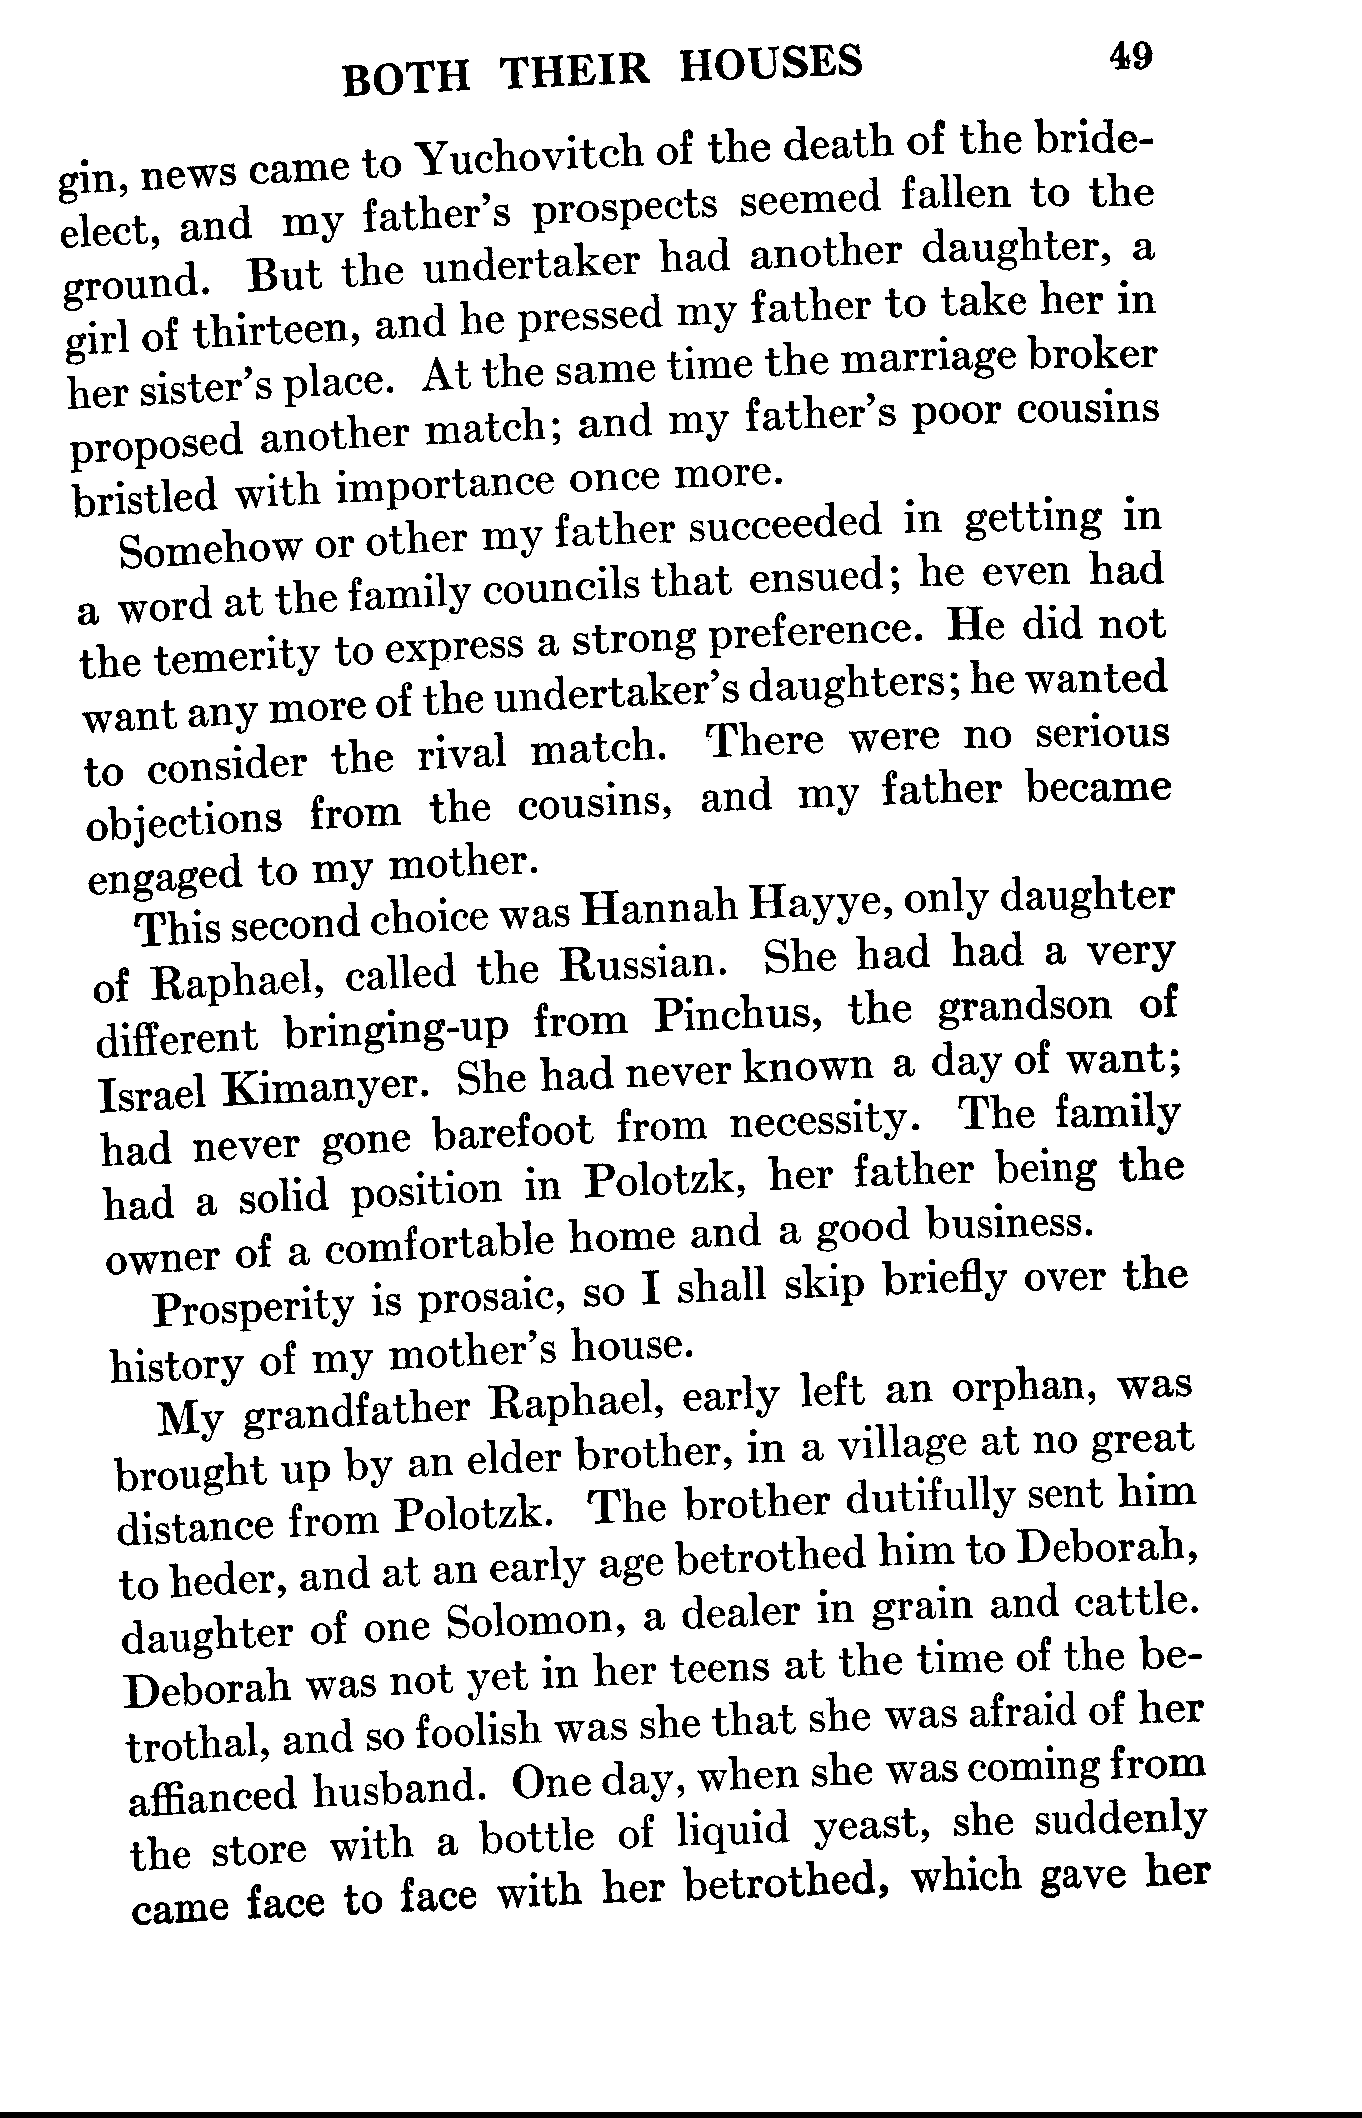 BOTH THEIR HOUSES 49
gin, news came to Yuchovitch of the death of the bride-
elect, and my father's prospects seemed fallen to the
ground. But the undertaker had another daughter, a
girl of thirteen, and he pressed my father to take her in
her sister's place. At the same time the marriage broker
proposed another match; and my father's poor cousins
bristled with importance once more.
Somehow or other my father succeeded in getting in
a word at the family councils that ensued; he even had
the temerity to express a strong preference. He did not
want any more of the undertaker's daughters; he wanted
to consider the rival match. There were no serious
objections from the cousins, and my father became
engaged to my mother.
This second choice was Hannah Hayye, only daughter
of Raphael, called the Russian. She had had a very
different bringing-up from Pinchus, the grandson of
Israel Kimanyer. She had never known a day of want;
had never gone barefoot from necessity. The family
had a solid position in Polotzk, her father being the
owner of a comfortable home and a good business.
Prosperity is prosaic, so I shall skip briefly over the
history of my mother's house.
My grandfather Raphael, early left an orphan, was
brought up by an elder brother, in a village at no great
distance from Polotzk. The brother dutifully sent him
to heder, and at an early age betrothed him to Deborah,
daughter of one Solomon, a dealer in grain and cattle.
Deborah was not yet in her teens at the time of the be-
trothal, and so foolish was she that she was afraid of her
affianced husband. One day, when she was coming from
the store with a bottle of liquid yeast, she suddenly
came face to face with her betrothed, which gave her